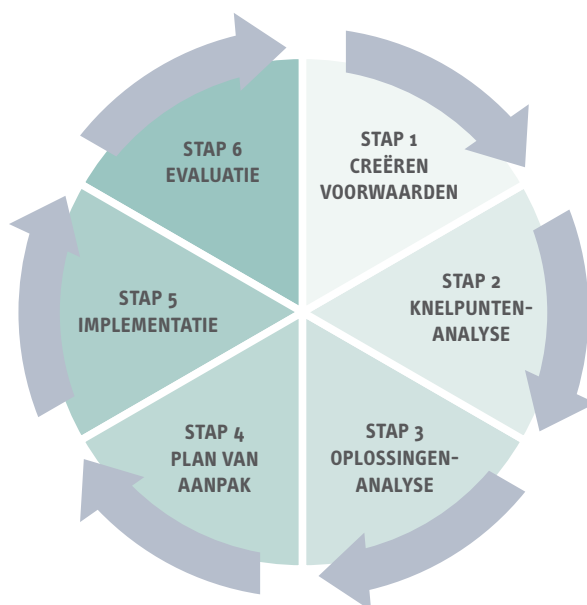 STAP 1
CREËREN
VOORWAARDEN
STAP 2
KNELPUNTEN-
ANALYSE
STAP 3
OPLOSSINGEN-
ANALYSE
STAP 4
PLAN VAN
AANPAK
STAP 5
IMPLEMENTATIE
STAP 6
EVALUATIE